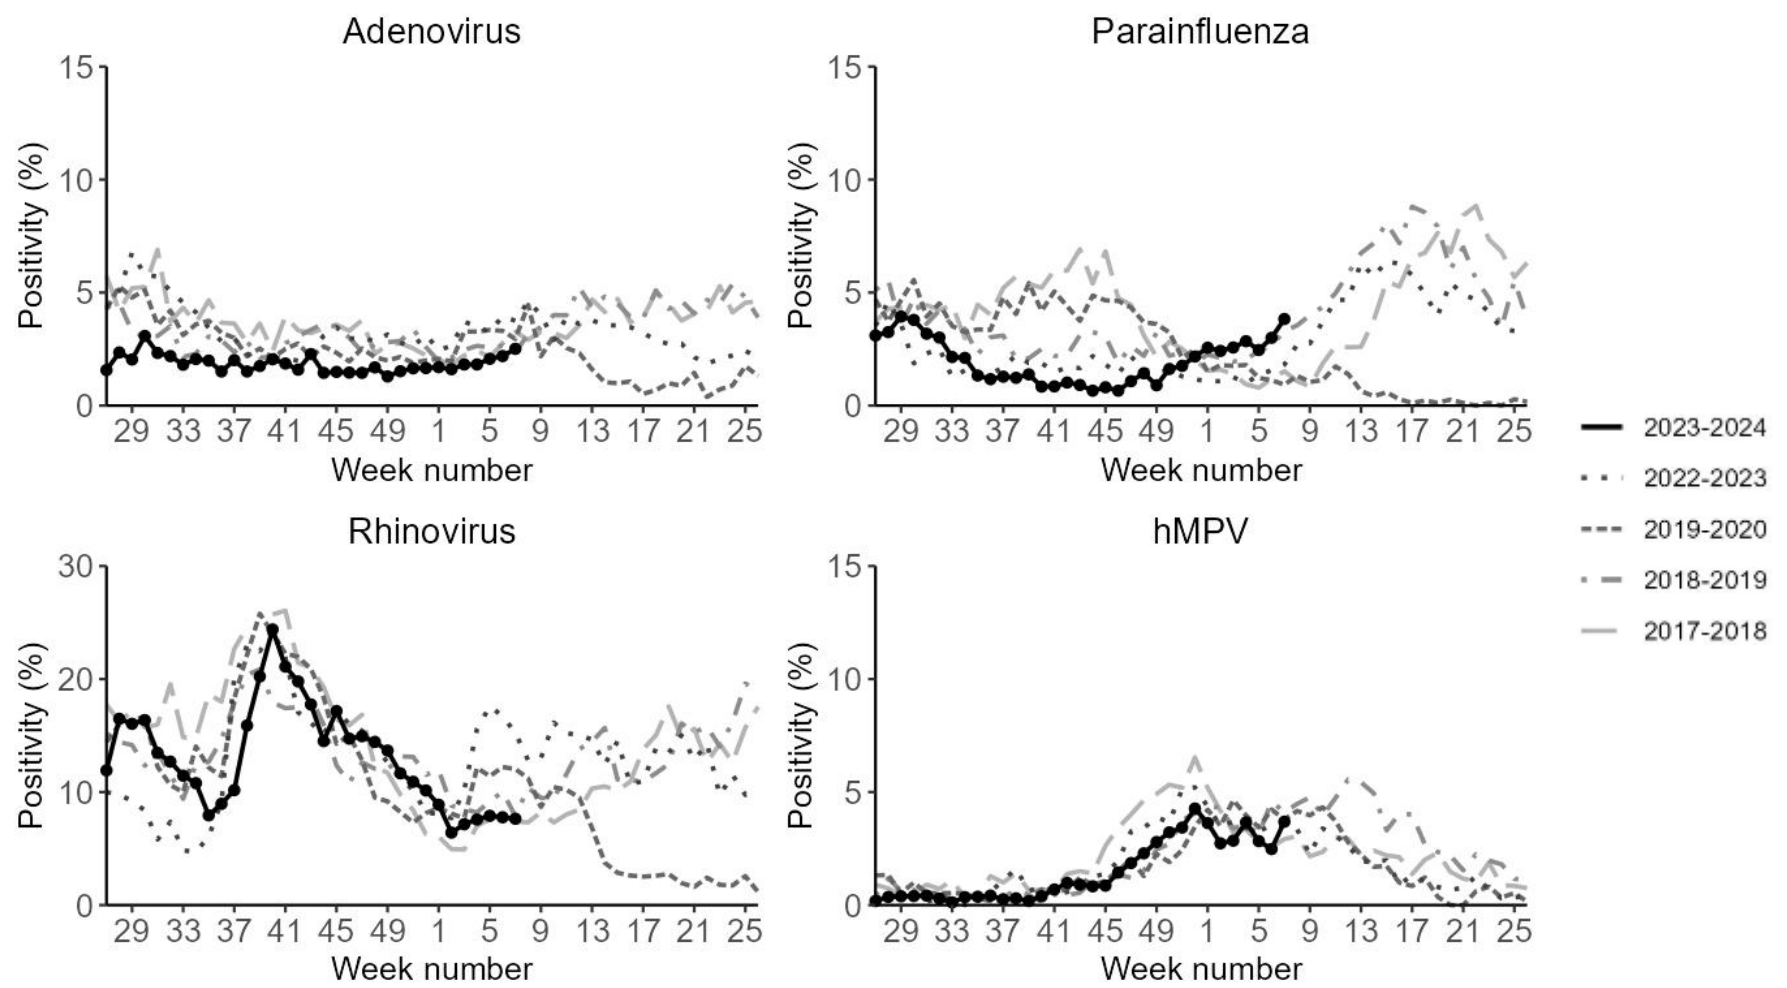 Adenovirus
Positivity (%)
15
10
5
0
29 33 37 41 45 49 1 5 9 13 17 21 25
Week number
Parainfluenza
Positivity (%)
15
10
5
0
29 33 37 41 45 49 1 5 9 13 17 21 25
Week number
Rhinovirus
Positivity (%)
30
20
10
0
29 33 37 41 45 49 1 5 9 13 17 21 25
Week number
hMPV
Positivity (%)
15
10
5
0
29 33 37 41 45 49 1 5 9 13 17 21 25
Week number
2023-2024
2022-2023
2019-2020
2018-2019
2017-2018